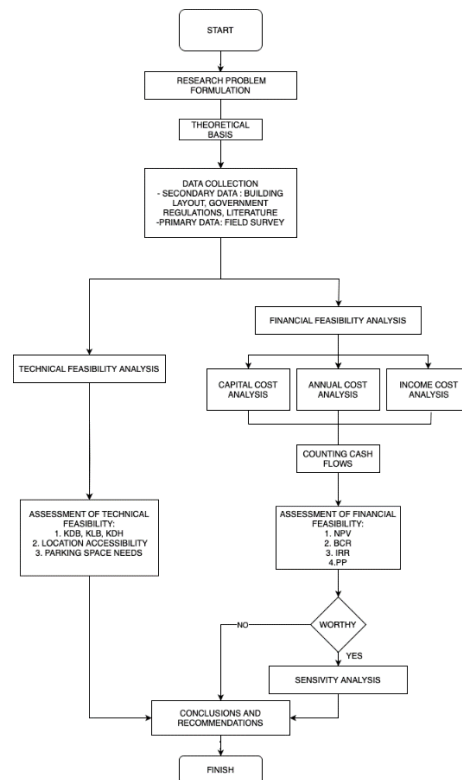 START
RESEARCH PROBLEM
FORMULATION
THEORETICAL
BASIS
DATA COLLECTION
- SECONDARY DATA : BUILDING
LAYOUT, GOVERNMENT
REGULATIONS, LITERATURE
-PRIMARY DATA: FIELD SURVEY
FINANCIAL FEASIBILITY ANALYSIS
TECHNICAL FEASIBILITY ANALYSIS
CAPITAL COST
ANALYSIS
ANNUAL COST
ANALYSIS
INCOME COST
ANALYSIS
COUNTING CASH
FLOWS
ASSESSMENT OF TECHNICAL
FEASIBILITY:
1. KDB, KLB, KDH
2. LOCATION ACCESSIBILITY
3. PARKING SPACE NEEDS
ASSESSMENT OF FINANCIAL
FEASIBILITY:
1. NPV
2. BCR
3. IRR
4.PP
NO
WORTHY
YES
SENSIVITY ANALYSIS
CONCLUSIONS AND
RECOMMENDATIONS
FINISH